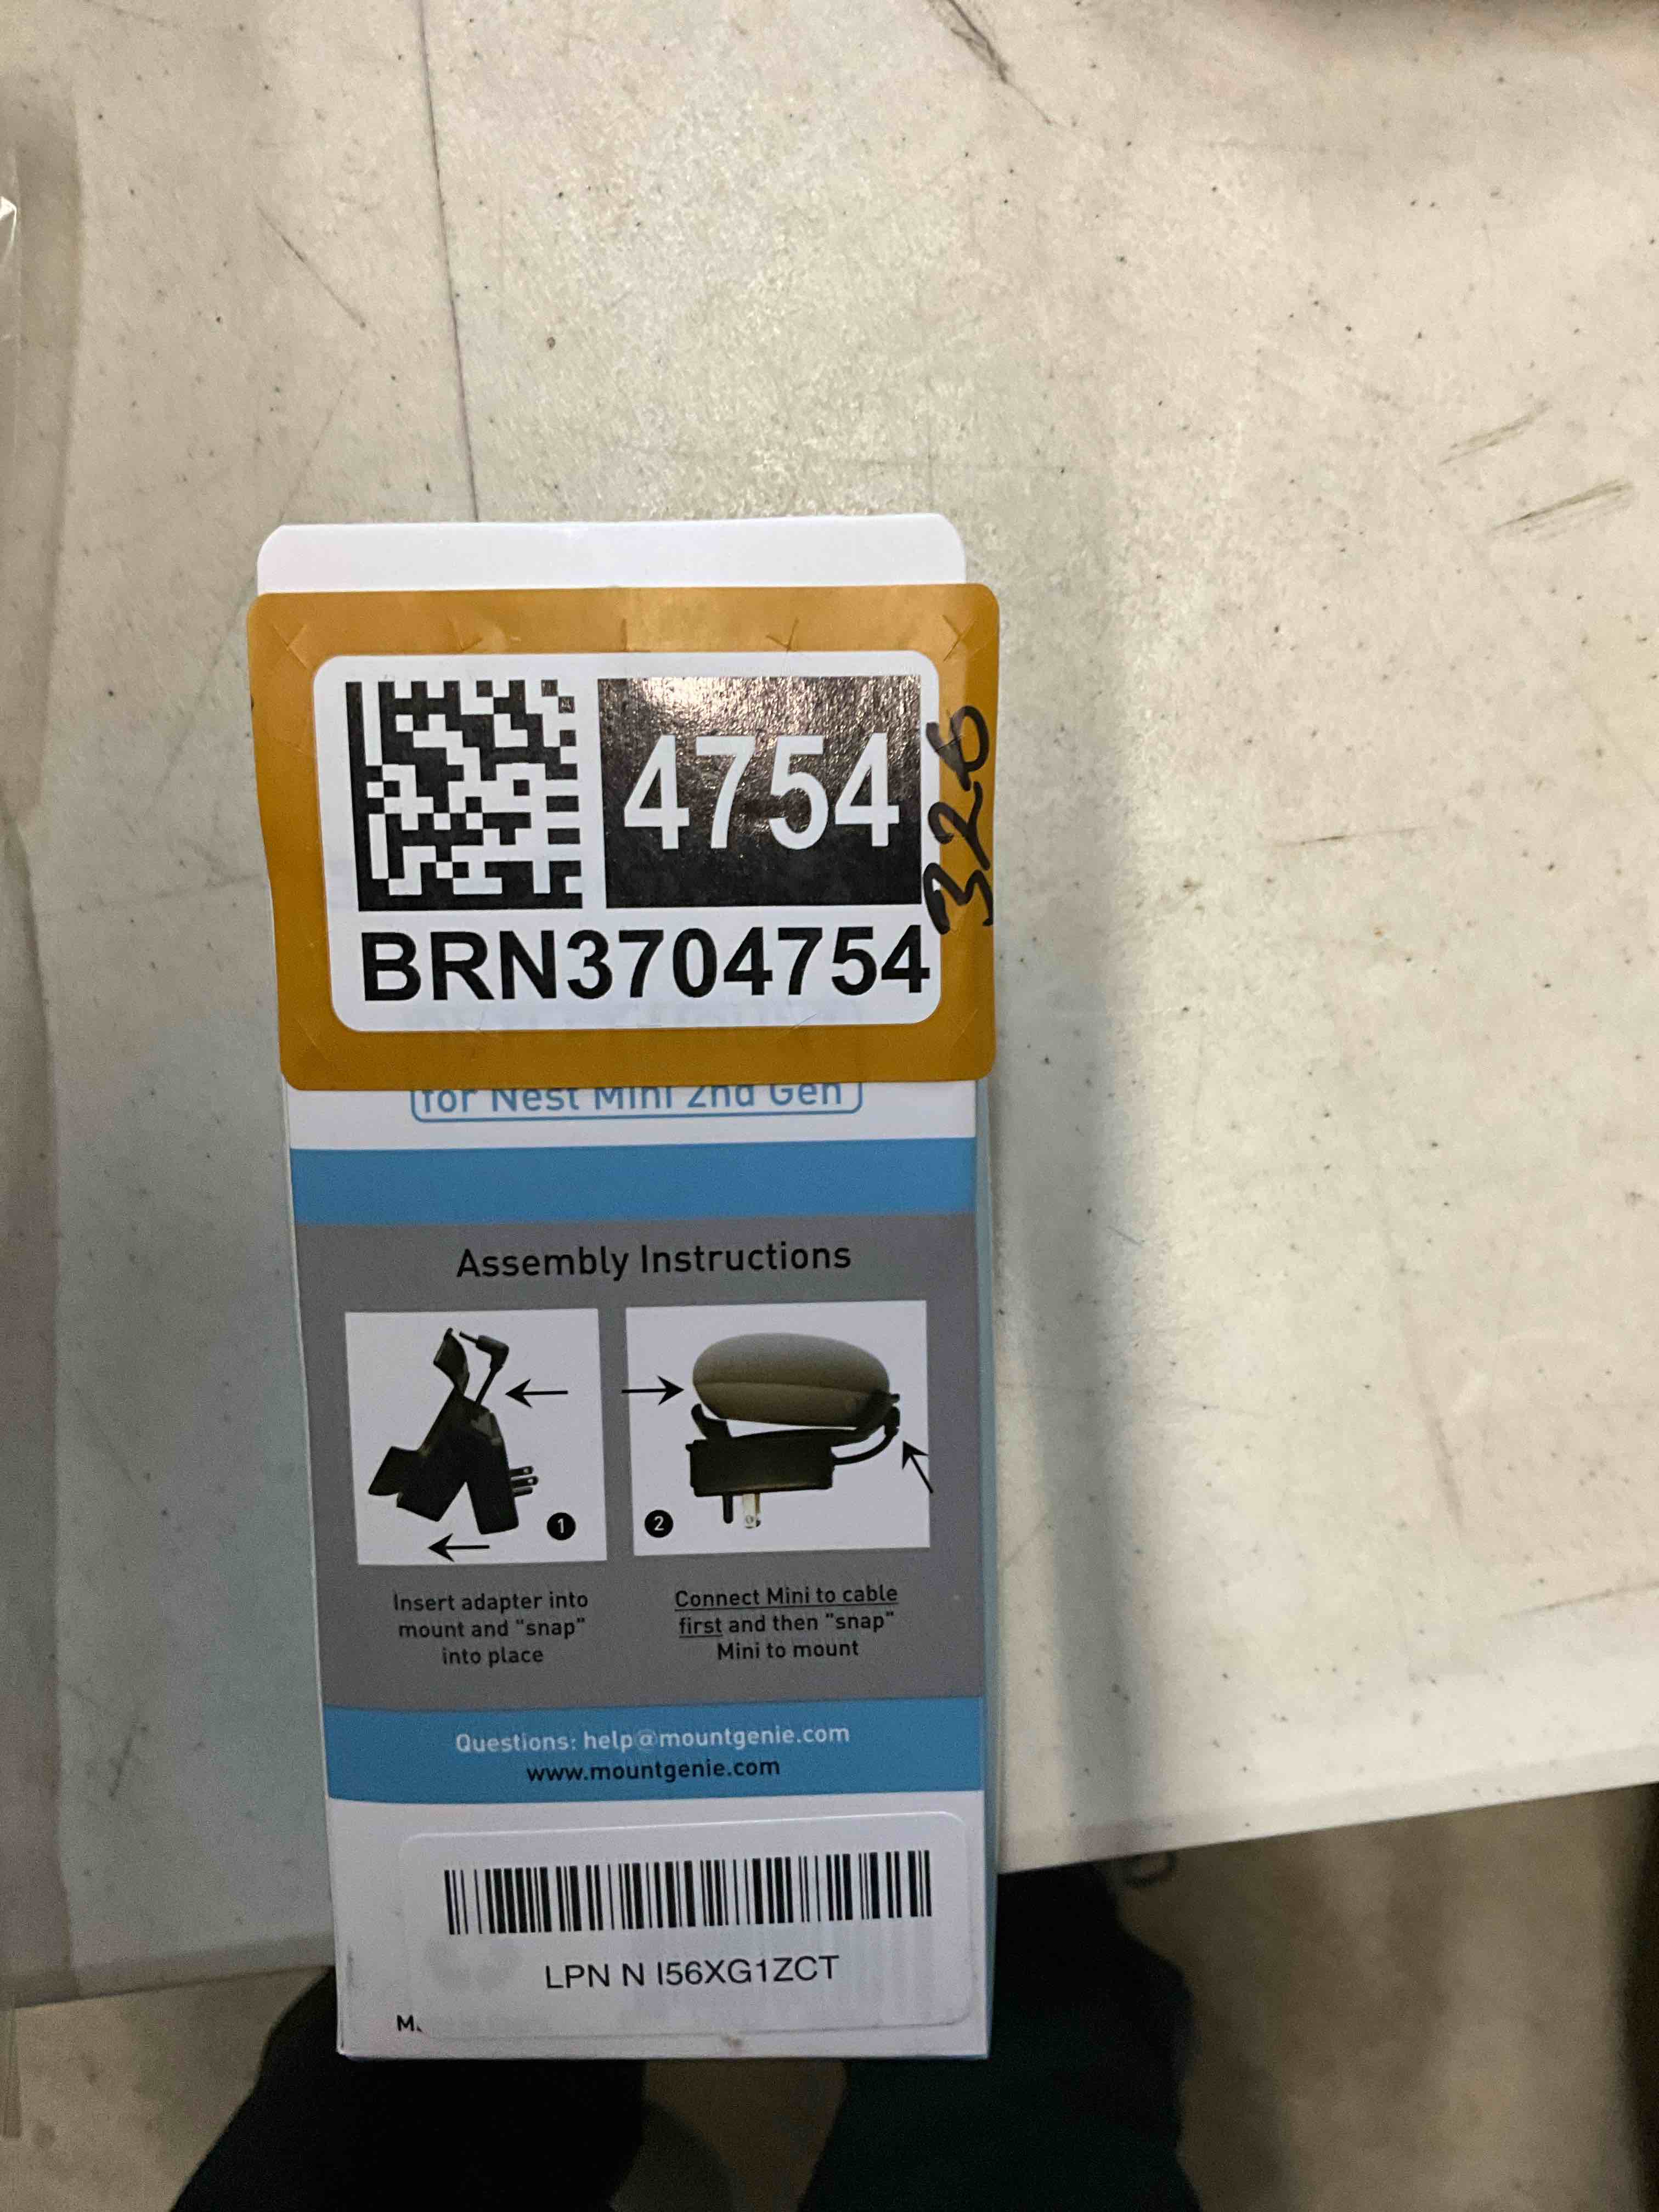 4754
326
BRN3704754
for Nest Mini 2nd Gen
Assembly Instructions
1
2
Insert adapter into
mount and "snap"
into place
Connect Mini to cable
first and then "snap"
Mini to mount
Questions: help@mountgenie.com
www.mountgenie.com
LPN N I56XG1ZCT